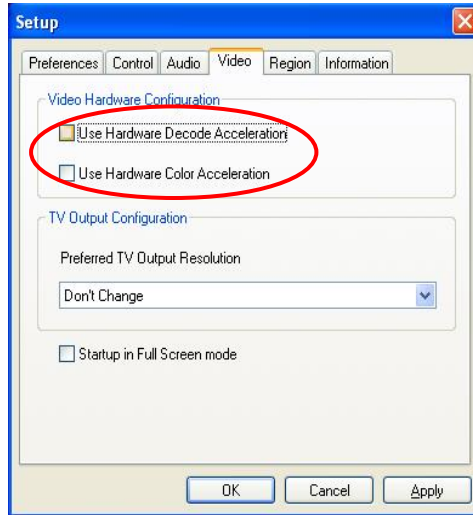 Setup
Preferences Control Audio Video Region Information
Video Hardware Configuration
Use Hardware Decode Acceleration
Use Hardware Color Acceleration
TV Output Configuration
Preferred TV Output Resolution
Don't Change
Startup in Full Screen mode
OK Cancel Apply